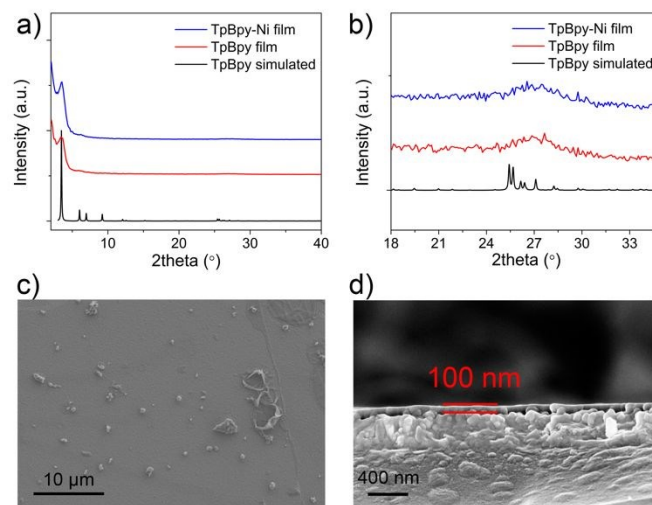 a)
TpBpy-Ni film
TpBpy film
TpBpy simulated
Intensity (a.u.)
10 20 30 40
2theta (°)
b)
TpBpy-Ni film
TpBpy film
TpBpy simulated
Intensity (a.u.)
18 21 24 27 30 33
2theta (°)
c)
10 µm
d)
100 nm
400 nm